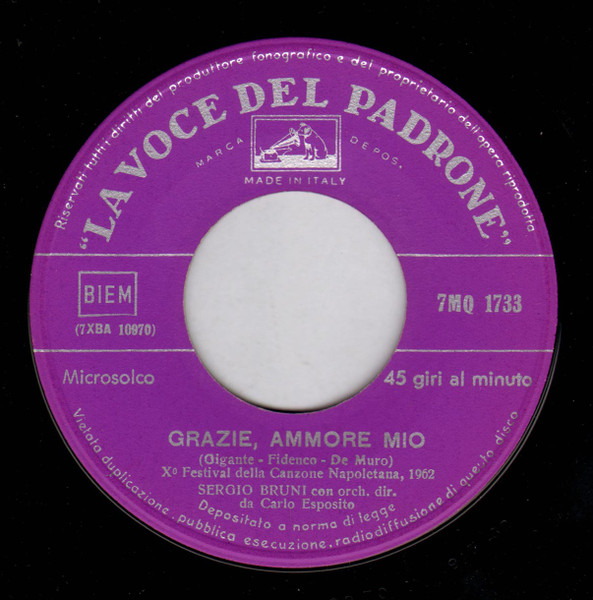 Riservati tutti i diritti del produttore fonografico e del proprietario dell'opera riprodotta
"LA VOCE DEL PADRONE"
MARCA DEPOS.
MADE IN ITALY
BIEM
(7XBA 10970)
7MQ 1733
Microsolco
45 giri al minuto
GRAZIE, AMMORE MIO
(Gigante - Fidenco - De Muro)
Xº Festival della Canzone Napoletana, 1962
SERGIO BRUNI con orch. dir.
da Carlo Esposito
Depositato a norma di legge
Vietata duplicazione, pubblica esecuzione, radiodiffusione di questo disco